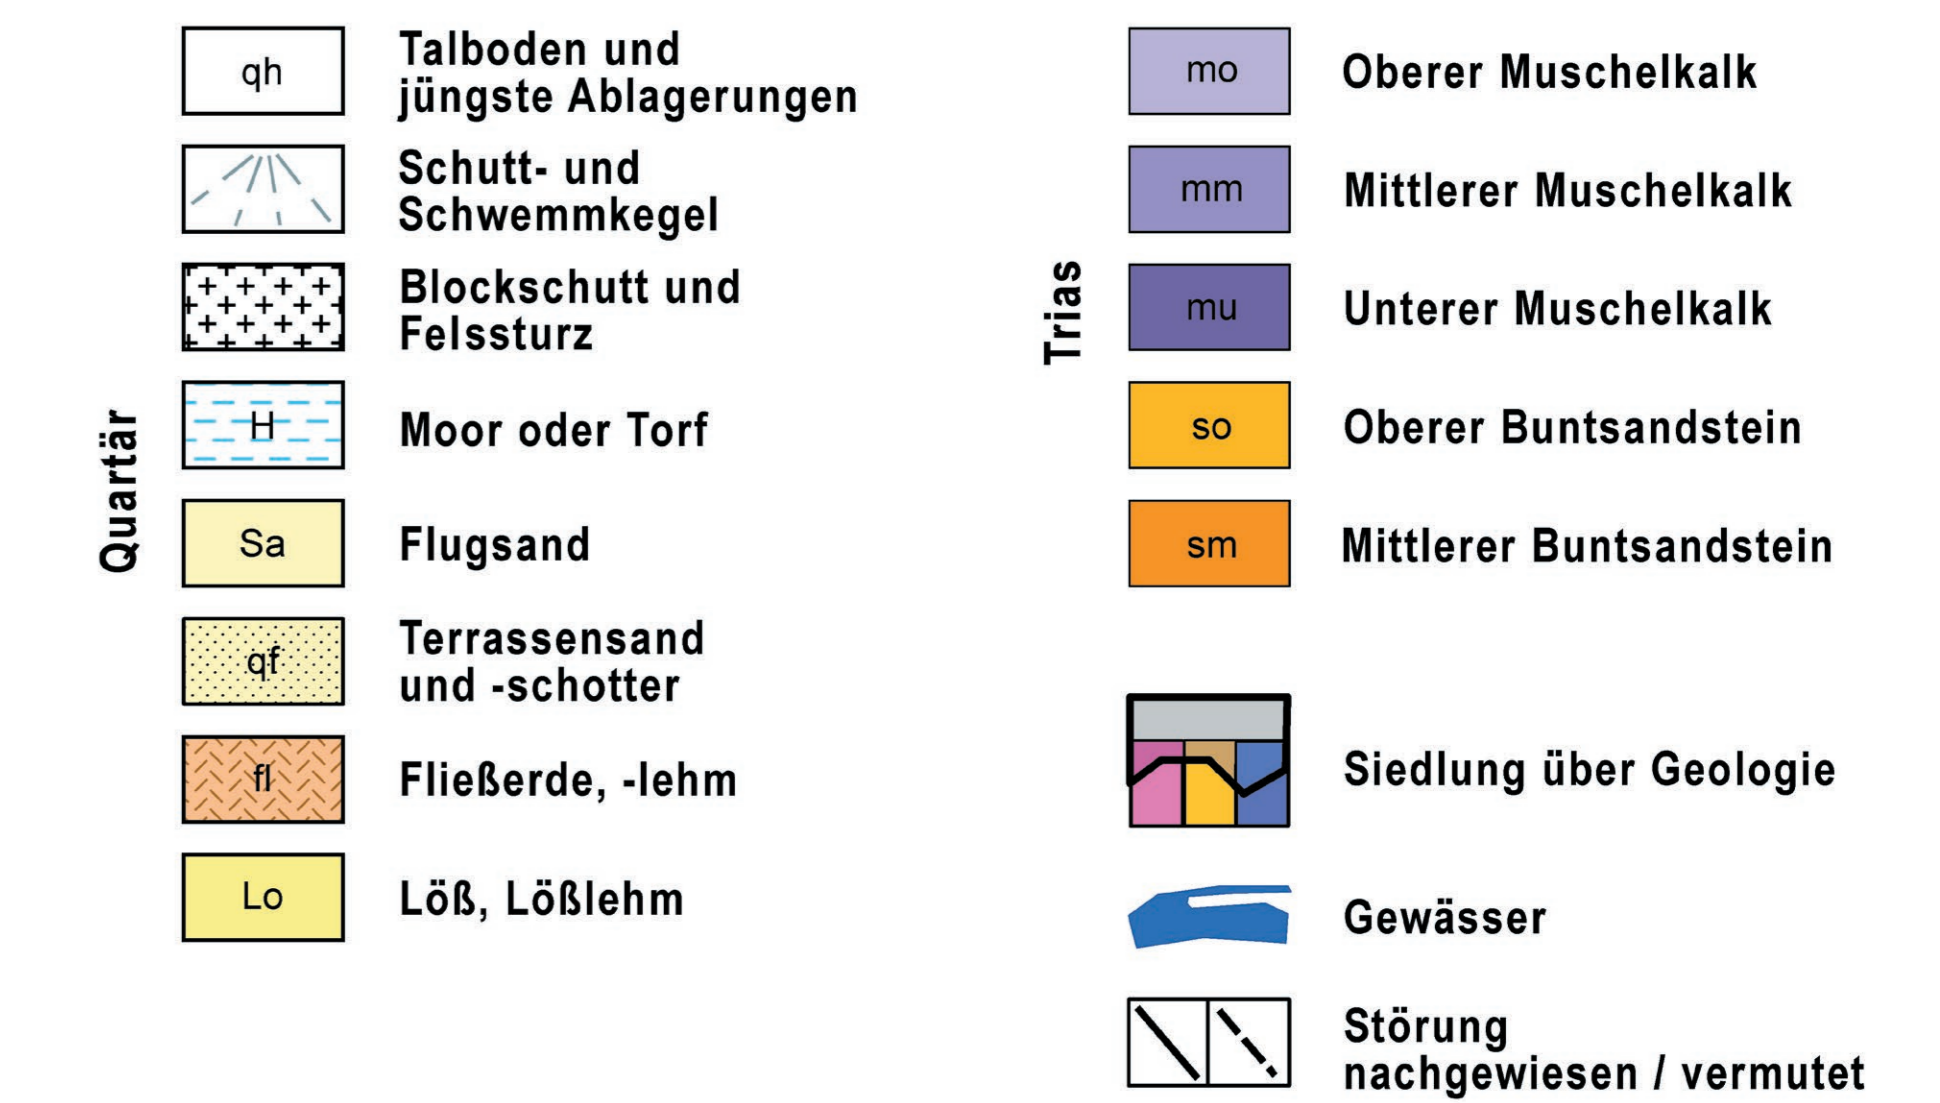 Quartär
qh
Talboden und
jüngste Ablagerungen
Schutt- und
Schwemmkegel
Blockschutt und
Felssturz
H
Moor oder Torf
Sa
Flugsand
qf
Terrassensand
und -schotter
fl
Fließerde, -lehm
Lo
Löß, Lößlehm
Trias
mo
Oberer Muschelkalk
mm
Mittlerer Muschelkalk
mu
Unterer Muschelkalk
so
Oberer Buntsandstein
sm
Mittlerer Buntsandstein
Siedlung über Geologie
Gewässer
Störung
nachgewiesen / vermutet